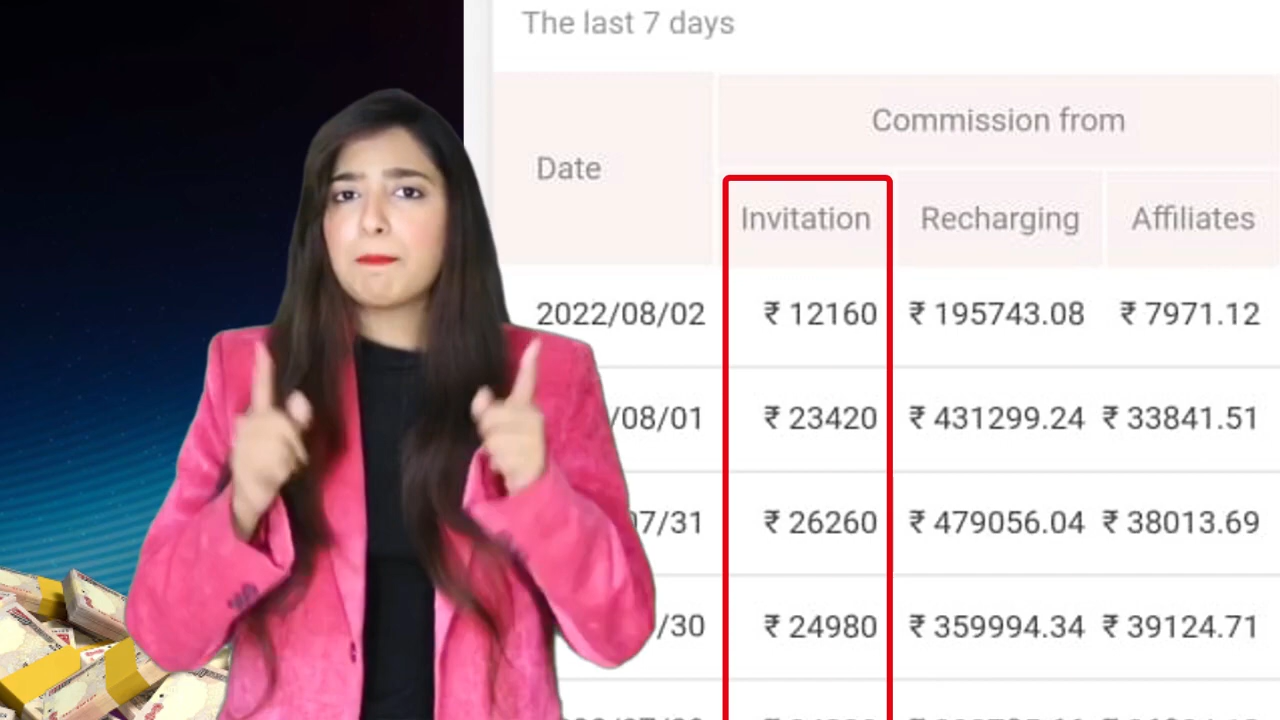 The last 7 days
Commission from
Date
Invitation Recharging Affiliates
2022/08/02 ₹ 12160 ₹ 195743.08 ₹ 7971.12
/08/01 ₹ 23420 ₹ 431299.24 ₹ 33841.51
07/31 ₹ 26260 ₹ 479056.04 ₹ 38013.69
/30 ₹ 24980 ₹ 359994.34 ₹ 39124.71